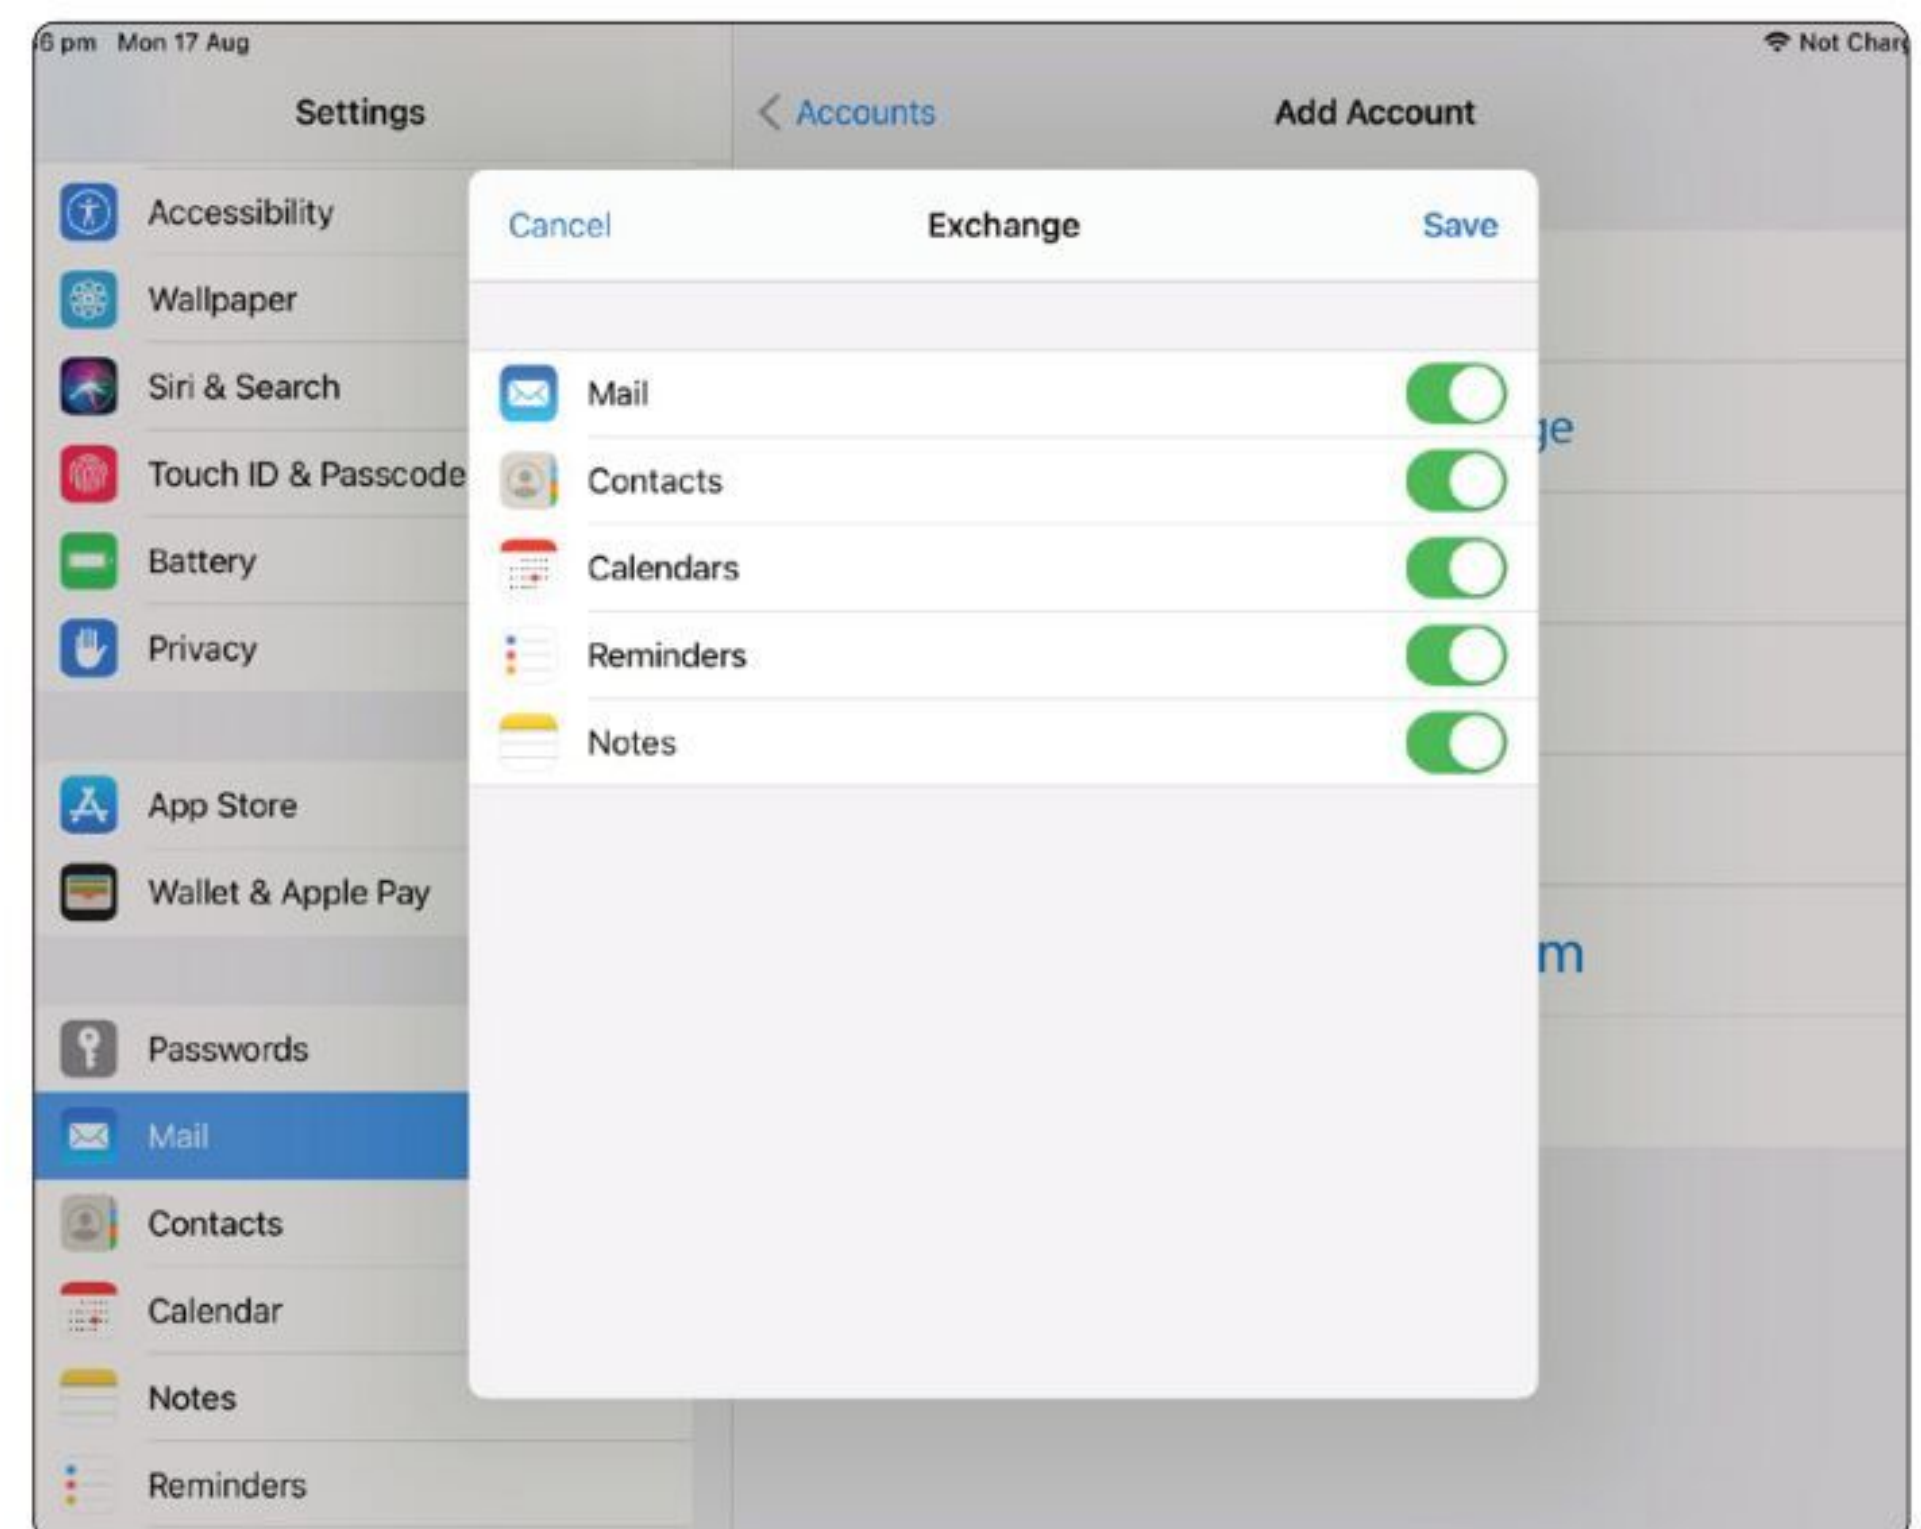 6 pm Mon 17 Aug
Not Charg
Settings
Accounts
Add Account
Accessibility
Wallpaper
Siri & Search
Touch ID & Passcode
Battery
Privacy
App Store
Wallet & Apple Pay
Passwords
Mail
Contacts
Calendar
Notes
Reminders
Cancel
Exchange
Save
Mail
Contacts
Calendars
Reminders
Notes
ge
m